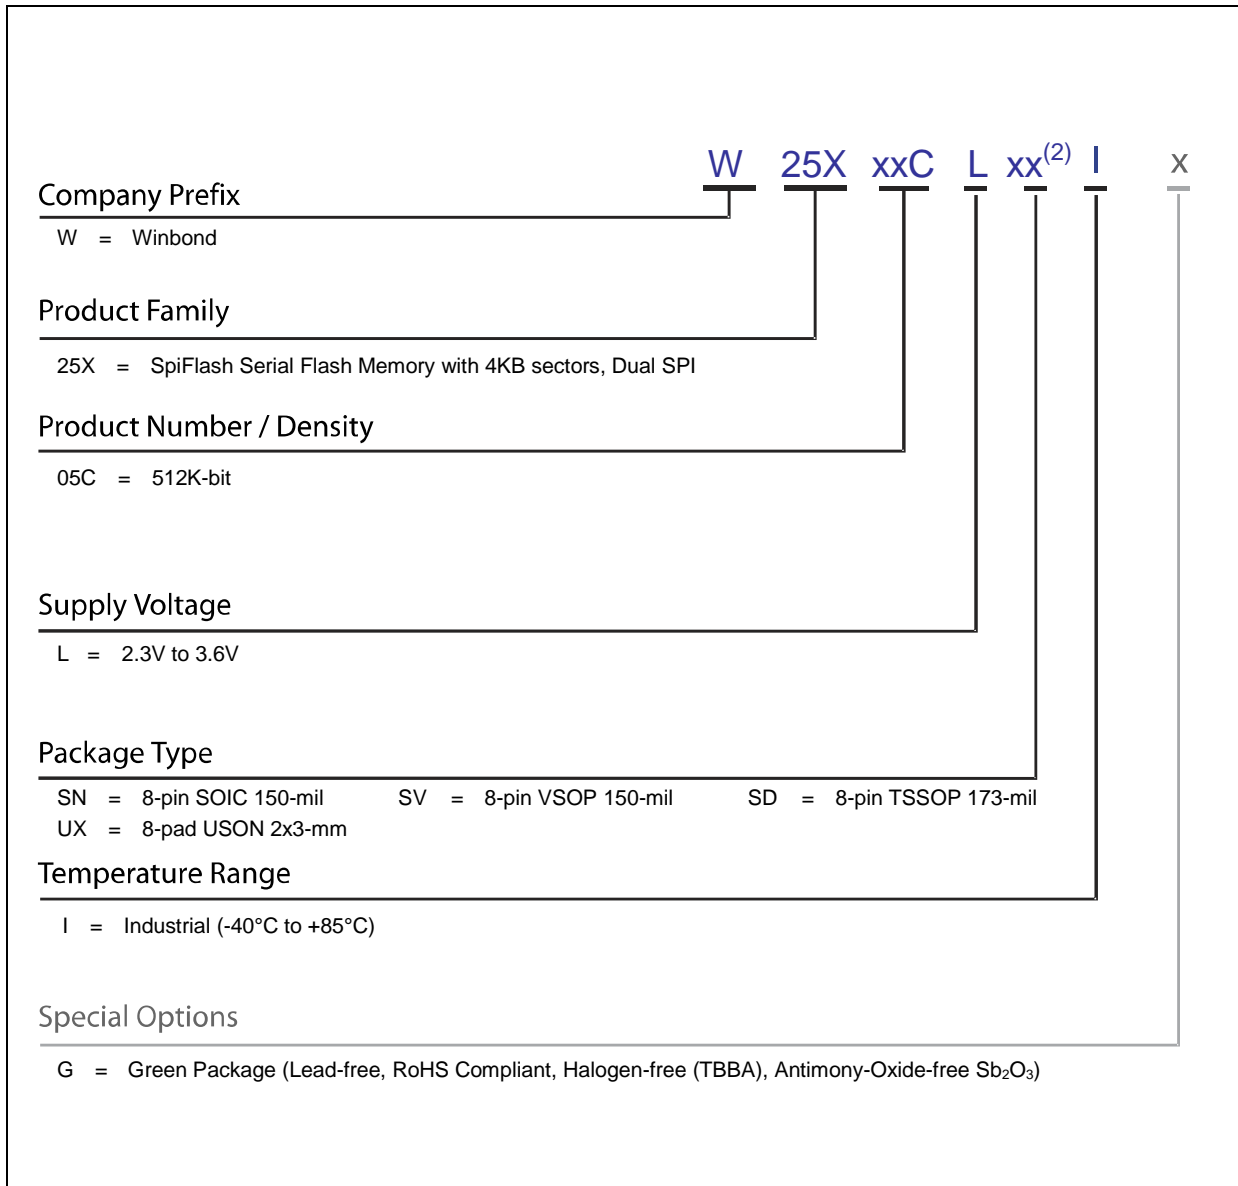 W 25X xxC L xx(2) I x
Company Prefix
W = Winbond
Product Family
25X = SpiFlash Serial Flash Memory with 4KB sectors, Dual SPI
Product Number / Density
05C = 512K-bit
Supply Voltage
L = 2.3V to 3.6V
Package Type
SN = 8-pin SOIC 150-mil SV = 8-pin VSOP 150-mil SD = 8-pin TSSOP 173-mil
UX = 8-pad USON 2x3-mm
Temperature Range
I = Industrial (-40°C to +85°C)
Special Options
G = Green Package (Lead-free, RoHS Compliant, Halogen-free (TBBA), Antimony-Oxide-free Sb₂O₃)